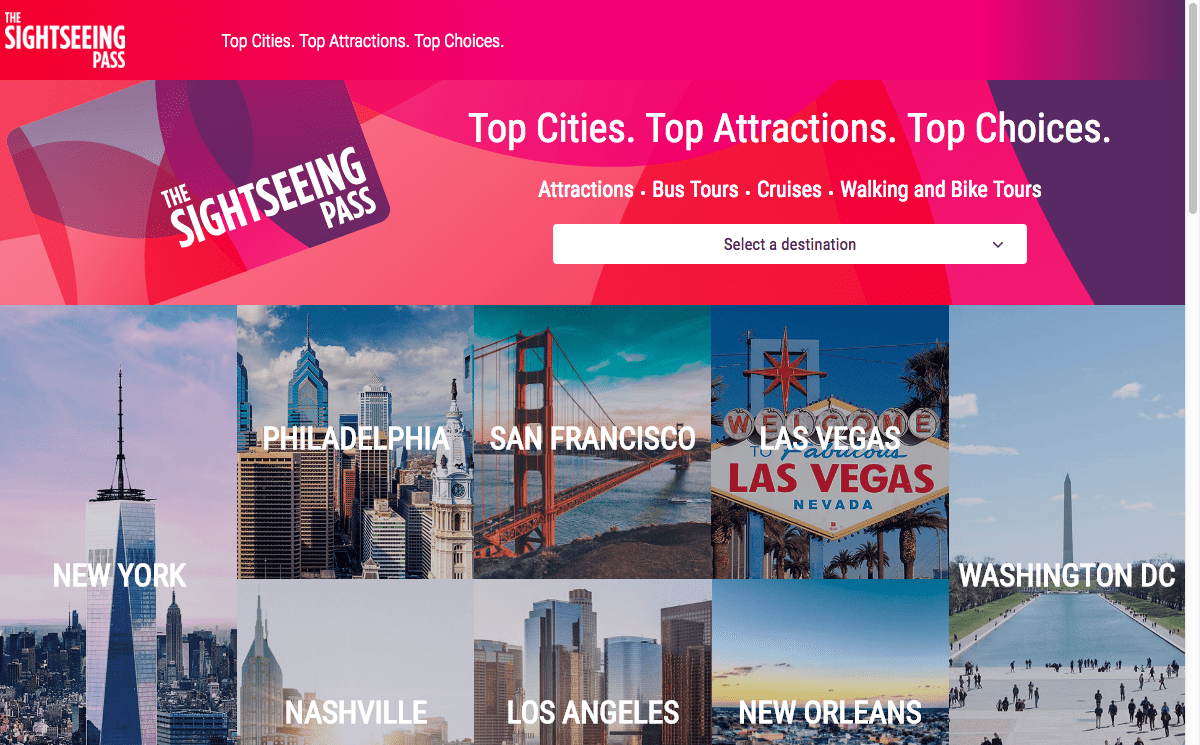 THE
SIGHTSEEING
PASS
Top Cities. Top Attractions. Top Choices.
THE
SIGHTSEEING
PASS
Top Cities. Top Attractions. Top Choices.
Attractions • Bus Tours • Cruises • Walking and Bike Tours
Select a destination
NEW YORK
PHILADELPHIA
SAN FRANCISCO
LAS VEGAS
WELCOME
TO Fabulous
LAS VEGAS
NEVADA
WASHINGTON DC
NASHVILLE
LOS ANGELES
NEW ORLEANS